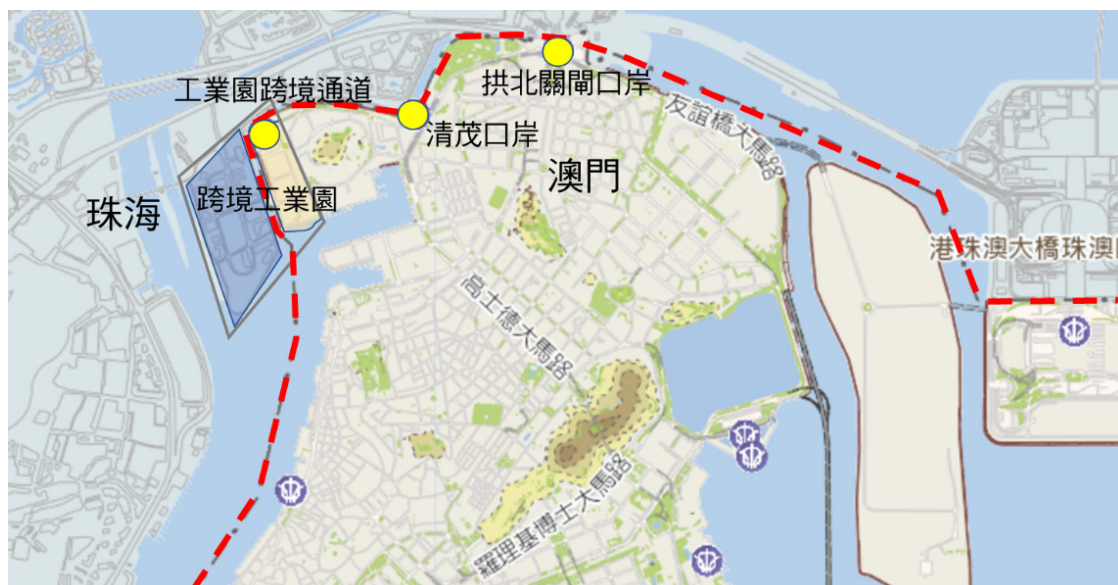 拱北關閘口岸
工業園跨境通道
清茂口岸
友誼橋大馬路
澳門
跨境工業園
珠海
港珠澳大橋珠澳
高士德大馬路
羅理基博士大馬路